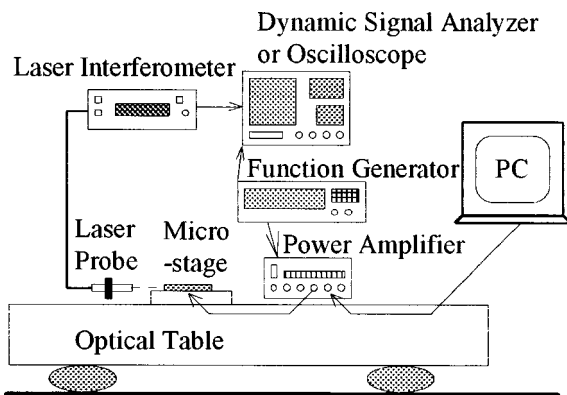 Dynamic Signal Analyzer
or Oscilloscope
Laser Interferometer
Function Generator
PC
Laser
Probe
Micro
-stage
Power Amplifier
Optical Table